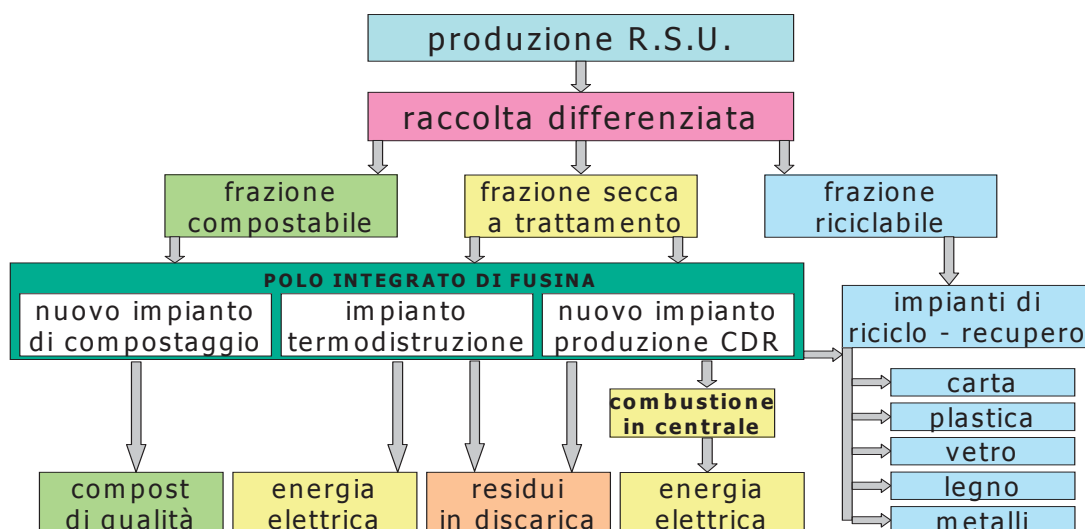 produzione R.S.U.
raccolta differenziata
frazione
compostabile
frazione secca
a trattamento
frazione
riciclabile
POLO INTEGRATO DI FUSINA
nuovo impianto
di compostaggio
impianto
termodistruzione
nuovo impianto
produzione CDR
impianti di
riciclo - recupero
combustione
in centrale
carta
plastica
vetro
legno
metalli
compost
di qualità
energia
elettrica
residui
in discarica
energia
elettrica